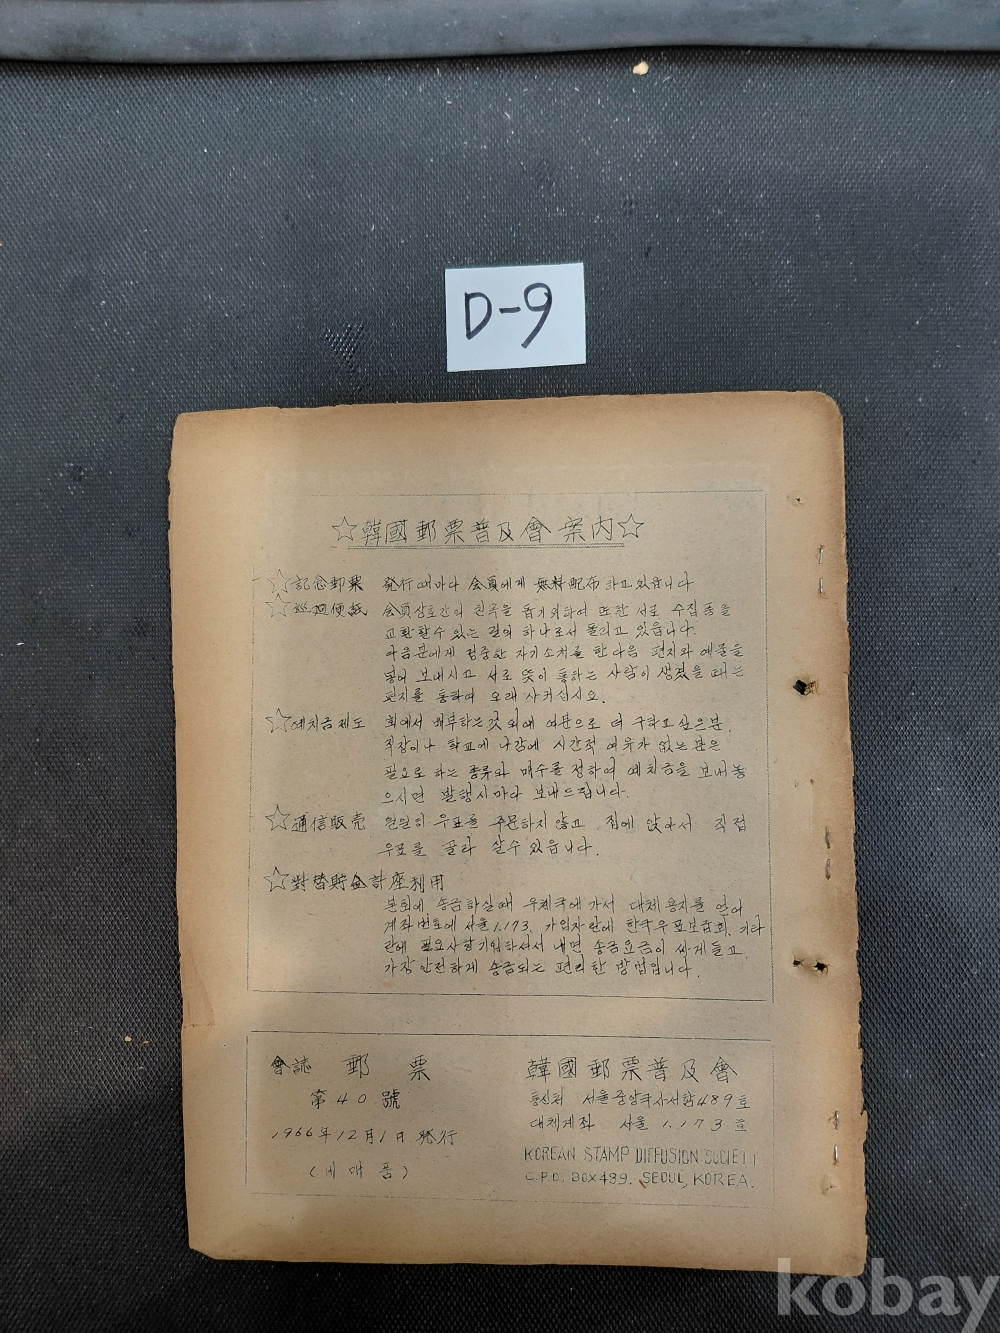 D-9
☆韓國郵票普及會 案內☆
☆記念郵票 発行때마다 会員에게 無料配布하고있읍니다
☆巡廻便紙 会員상호간의 친목을 돕기위하여 또한 서로 수집품을
교환할수 있는 길의 하나로서 돌리고 있읍니다.
다음분에게 정중한 자기소개를 한다음 편지와 예물을
넣어 보내시고 서로 뜻이 통하는 사람이 생겼을 때는
편지를 통하여 오래 사귀십시오.
☆예치금제도 회에서 배부하는것 외에 여분으로 더 구하고싶은분,
직장이나 학교에 나감에 시간적 여유가 없는 분은
필요로 하는 종류와 매수를 정하여 예치금을 보내놓
으시면 발행시마다 보내드립니다.
☆通信販売 일일이 우표를 주문하지 않고 집에 앉아서 직접
우표를 골라 살수있읍니다.
☆對替貯金計座利用
본회에 송금하실때 우체국에 가서 대체용지를 얻어
계좌번호에 서울1,173, 가입자란에 한국우표보급회, 기타
란에 필요사항기입하셔서 내면 송금요금이 싸게들고,
가장안전하게 송금되는 편리한 방법입니다.
會誌 郵票
第40號
1966年12月1日 発行
(비매품)
韓國郵票普及會
통신처 서울중앙우사서함489호
대체계좌 서울 1.173호
KOREAN STAMP DIFFUSION SOCIETY
C.P.O. BOX489. SEOUL, KOREA.
kobay